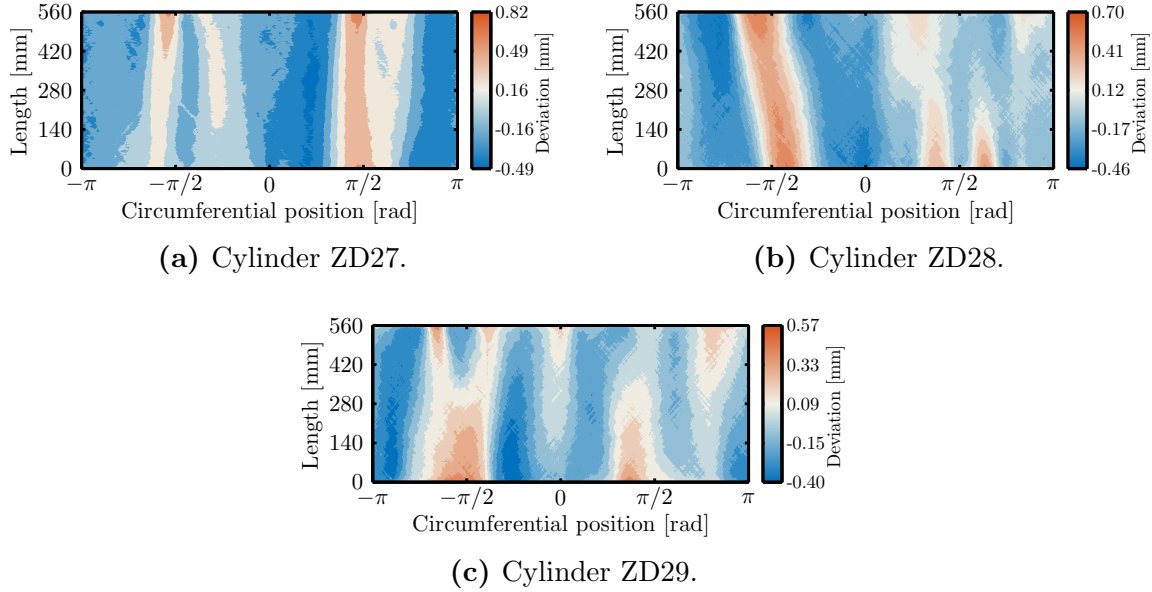 560
420
280
140
0
Length [mm]
−π
−π/2
0
π/2
π
Circumferential position [rad]
0.82
0.49
0.16
-0.16
-0.49
Deviation [mm]
(a) Cylinder ZD27.
560
420
280
140
0
Length [mm]
−π
−π/2
0
π/2
π
Circumferential position [rad]
0.70
0.41
0.12
-0.17
-0.46
Deviation [mm]
(b) Cylinder ZD28.
560
420
280
140
0
Length [mm]
−π
−π/2
0
π/2
π
Circumferential position [rad]
0.57
0.33
0.09
-0.15
-0.40
Deviation [mm]
(c) Cylinder ZD29.